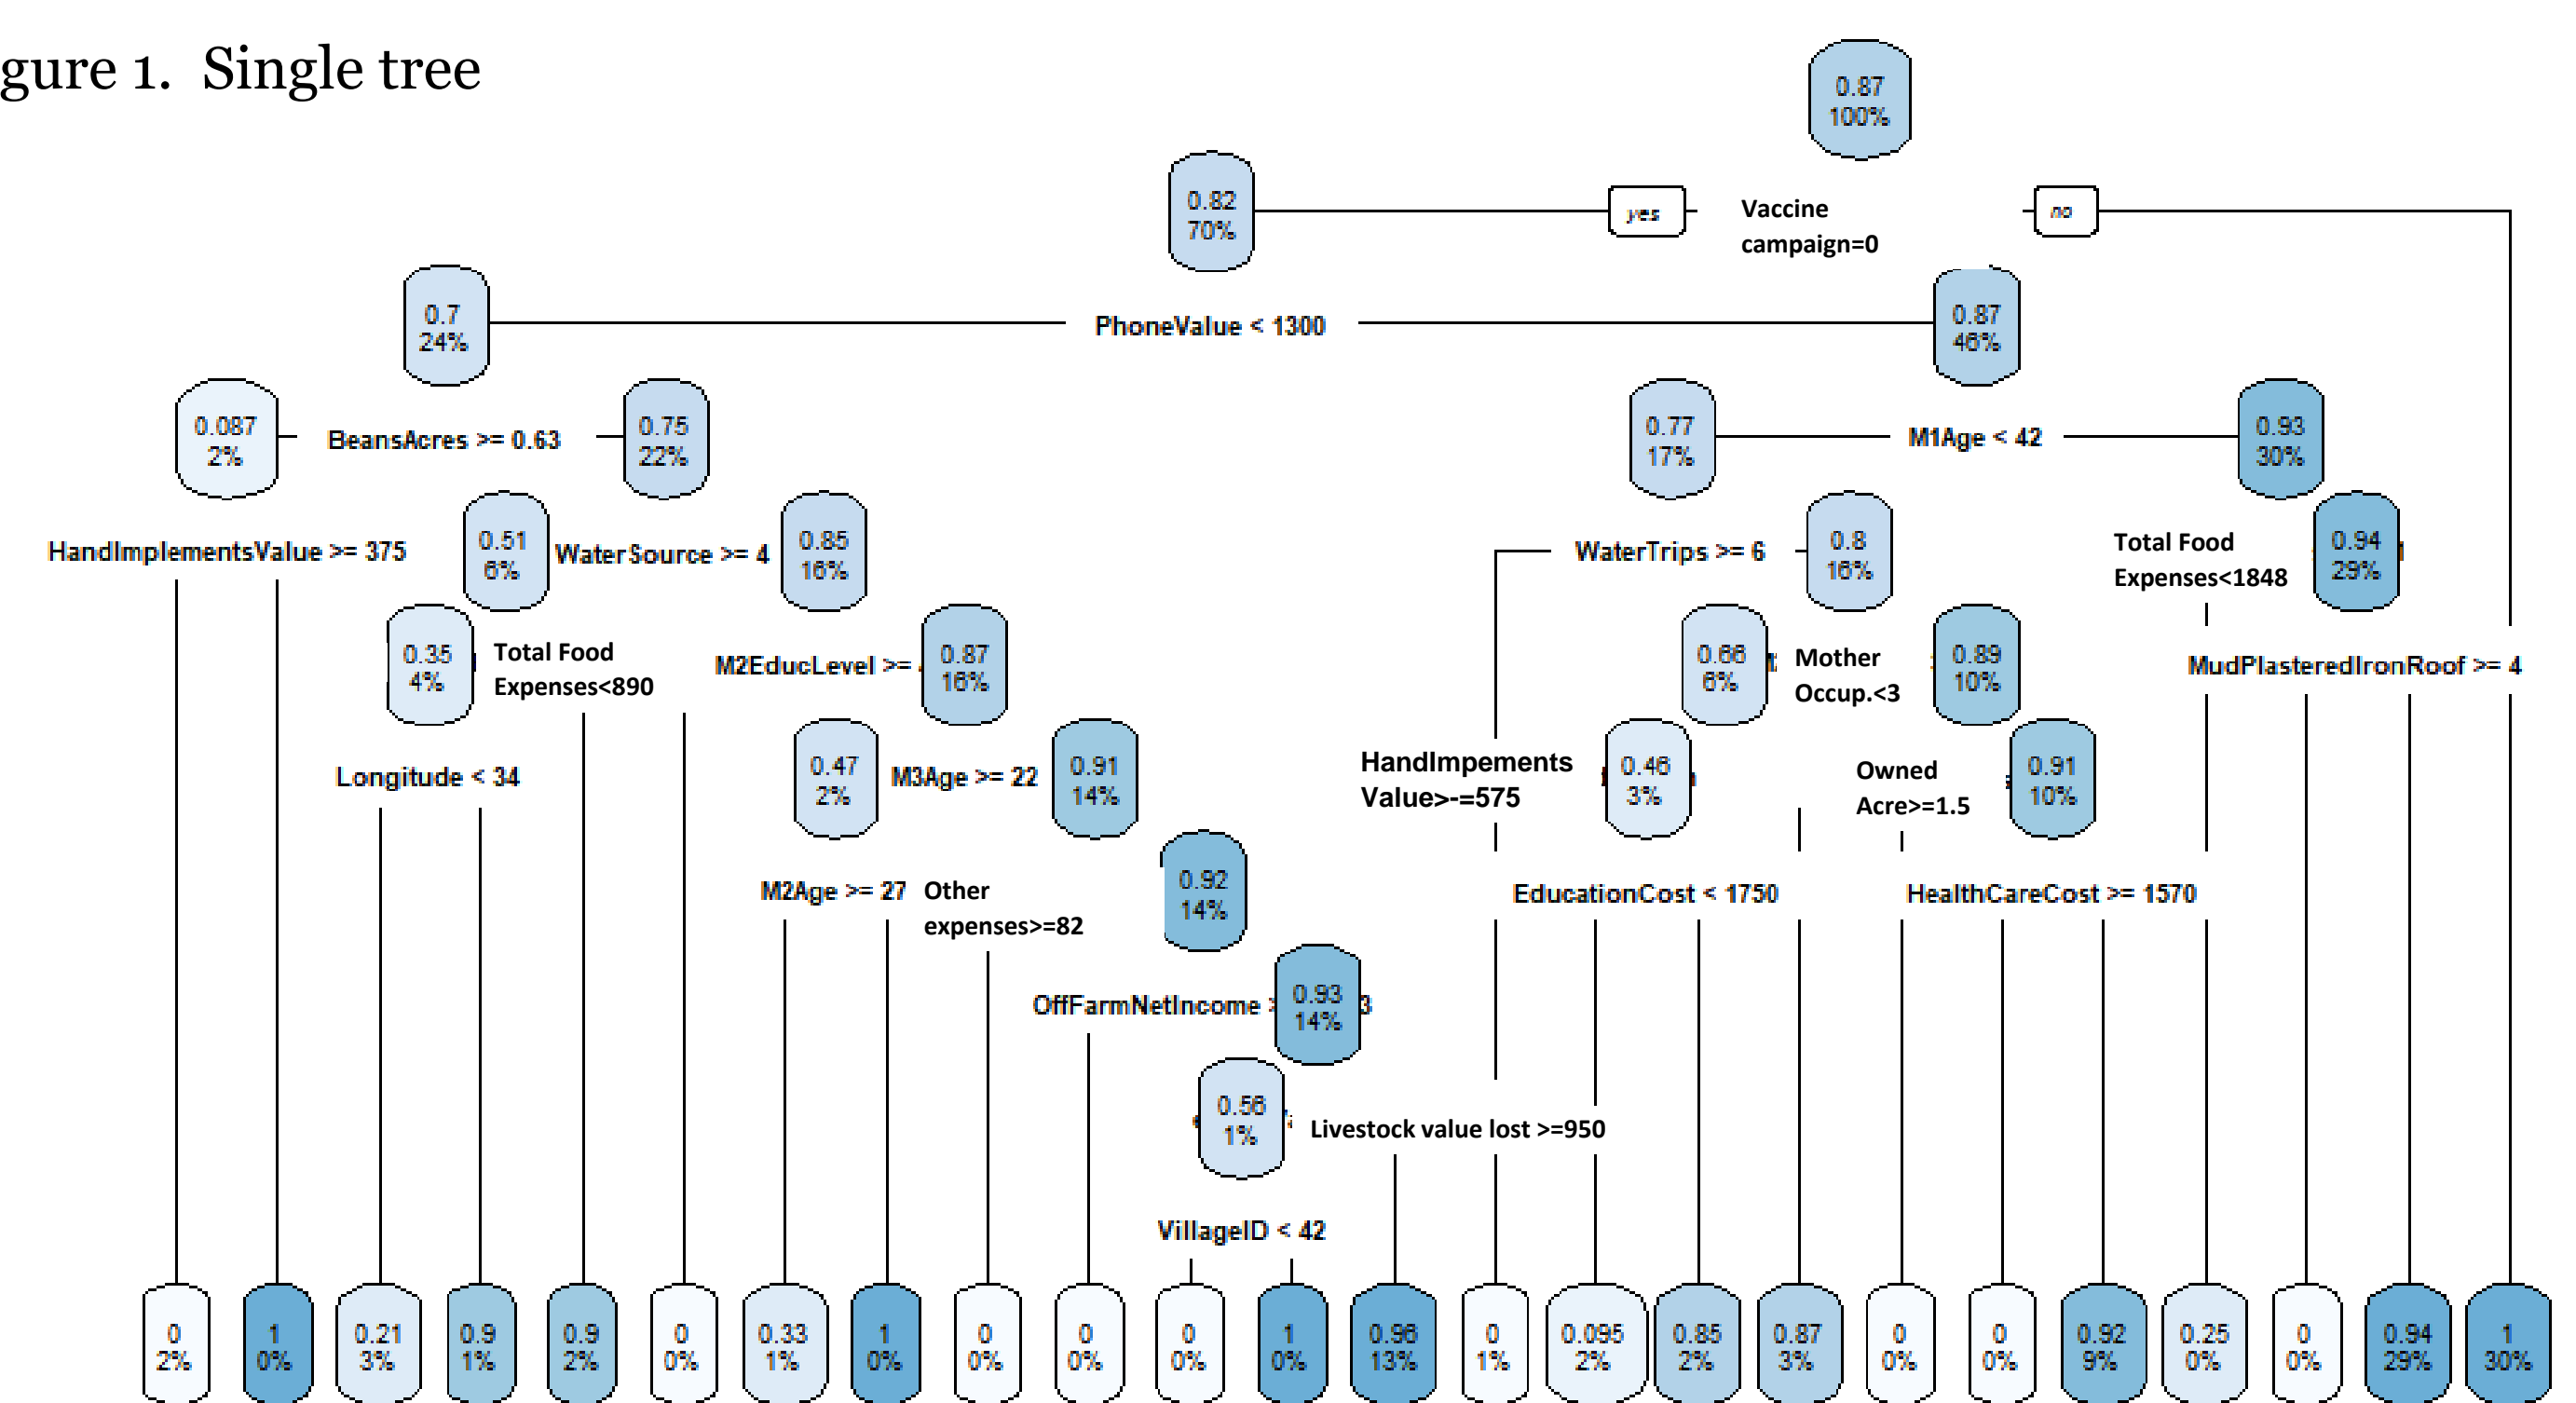 gure 1. Single tree
0.87
100%
0.82
70%
yes
Vaccine
campaign=0
no
0.7
24%
PhoneValue < 1300
0.87
46%
0.087
2%
BeansAcres >= 0.63
0.75
22%
0.77
17%
M1Age < 42
0.93
30%
HandImplementsValue >= 375
0.51
6%
WaterSource >= 4
0.85
16%
WaterTrips >= 6
0.8
16%
Total Food
Expenses<1848
0.94
29%
0.35
4%
Total Food
Expenses<890
M2EducLevel >=
0.87
16%
0.66
6%
Mother
Occup.<3
0.89
10%
MudPlasteredIronRoof >= 4
Longitude < 34
0.47
2%
M3Age >= 22
0.91
14%
HandImpements
Value>-=575
0.46
3%
Owned
Acre>=1.5
0.91
10%
M2Age >= 27
Other
expenses>=82
0.92
14%
EducationCost < 1750
HealthCareCost >= 1570
OffFarmNetIncome
0.93
14%
3
0.56
1%
Livestock value lost >=950
VillageID < 42
0
2%
1
0%
0.21
3%
0.9
1%
0.9
2%
0
0%
0.33
1%
1
0%
0
0%
0
0%
0
0%
1
0%
0.96
13%
0
1%
0.095
2%
0.85
2%
0.87
3%
0
0%
0
0%
0.92
9%
0.25
0%
0
0%
0.94
29%
1
30%